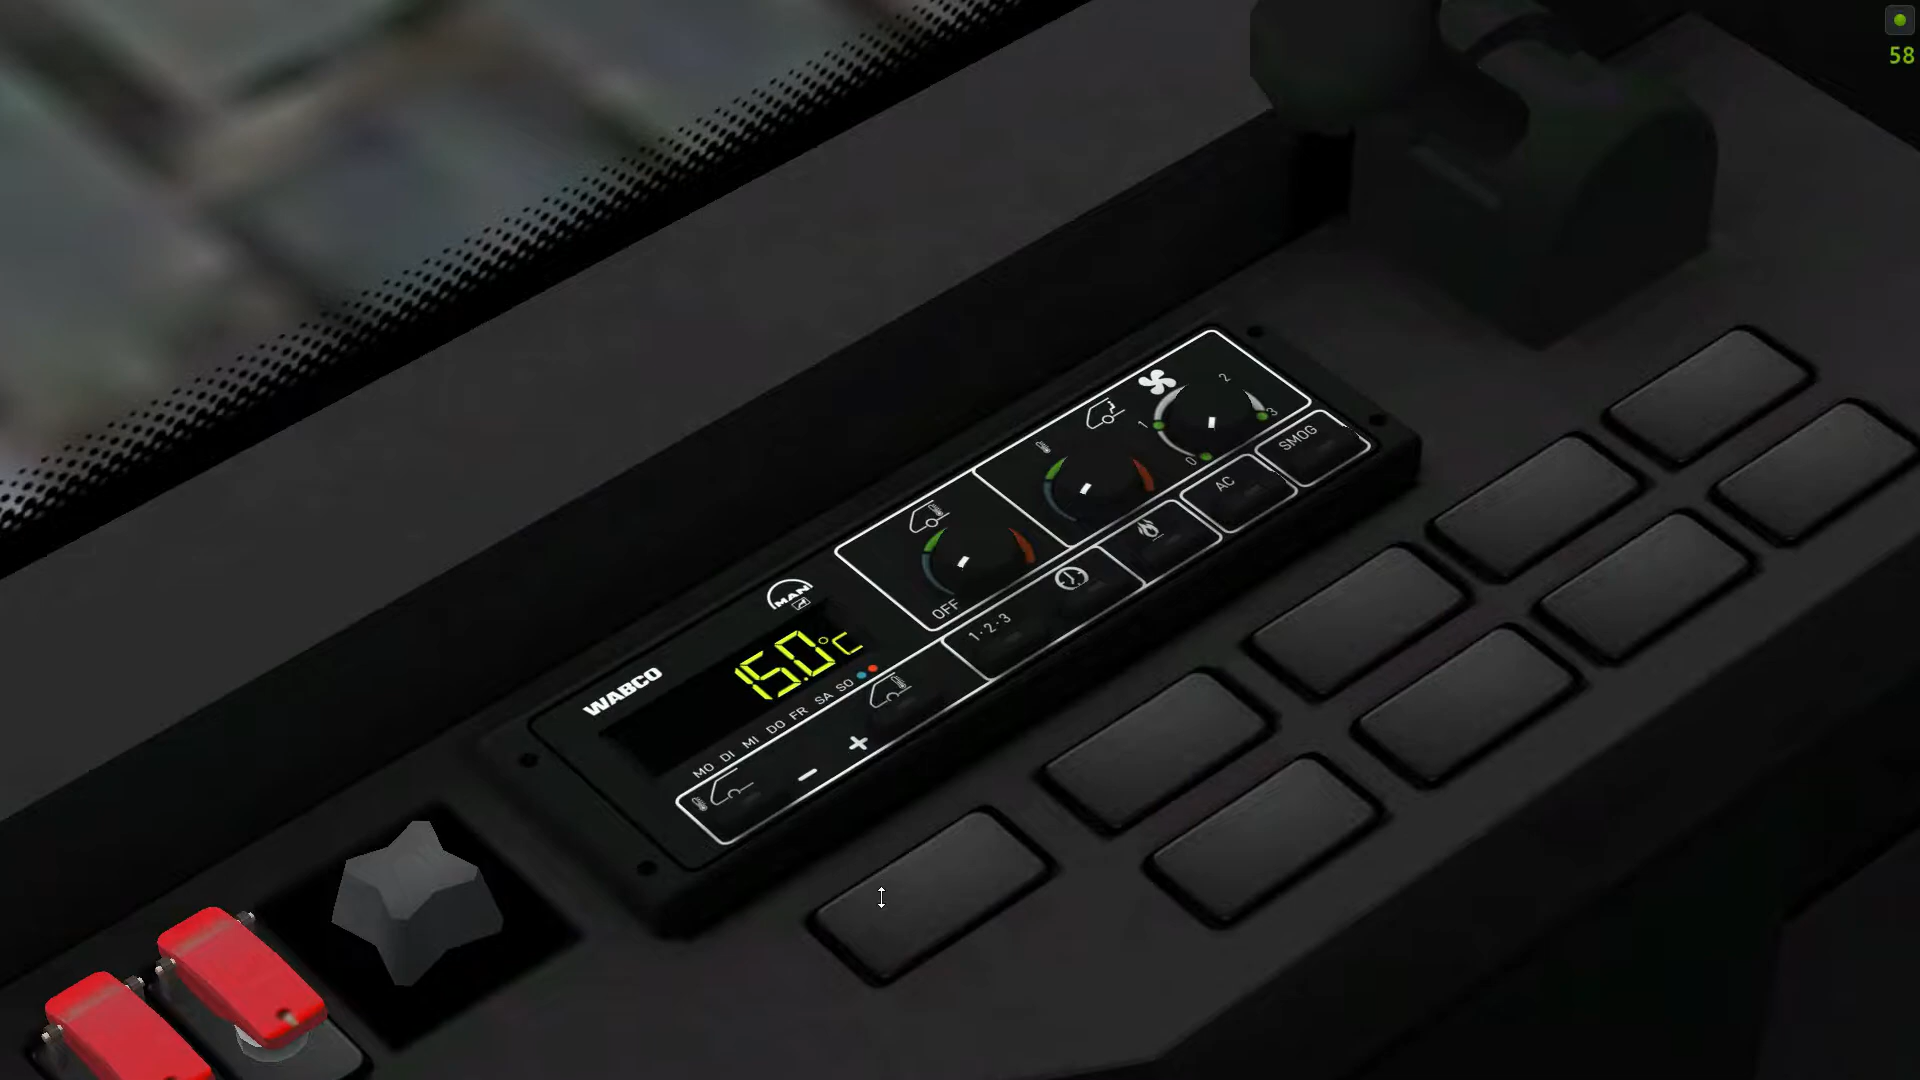 58
2
1
3
0
SMOG
AC
OFF
1·2·3
MAN
15.0°C
WABCO
MO DI MI DO FR SA SO
+
-